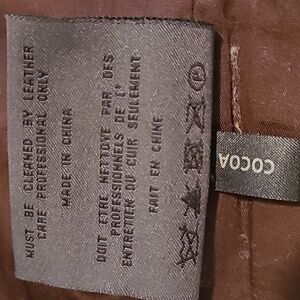 MUST BE CLEANED BY LEATHER
CARE PROFESSIONAL ONLY
MADE IN CHINA
DOIT ETRE NETTOYE PAR DES
PROFESSIONNELS DE L'
ENTRETIEN DU CUIR SEULEMENT
FAIT EN CHINE
P
COCOA